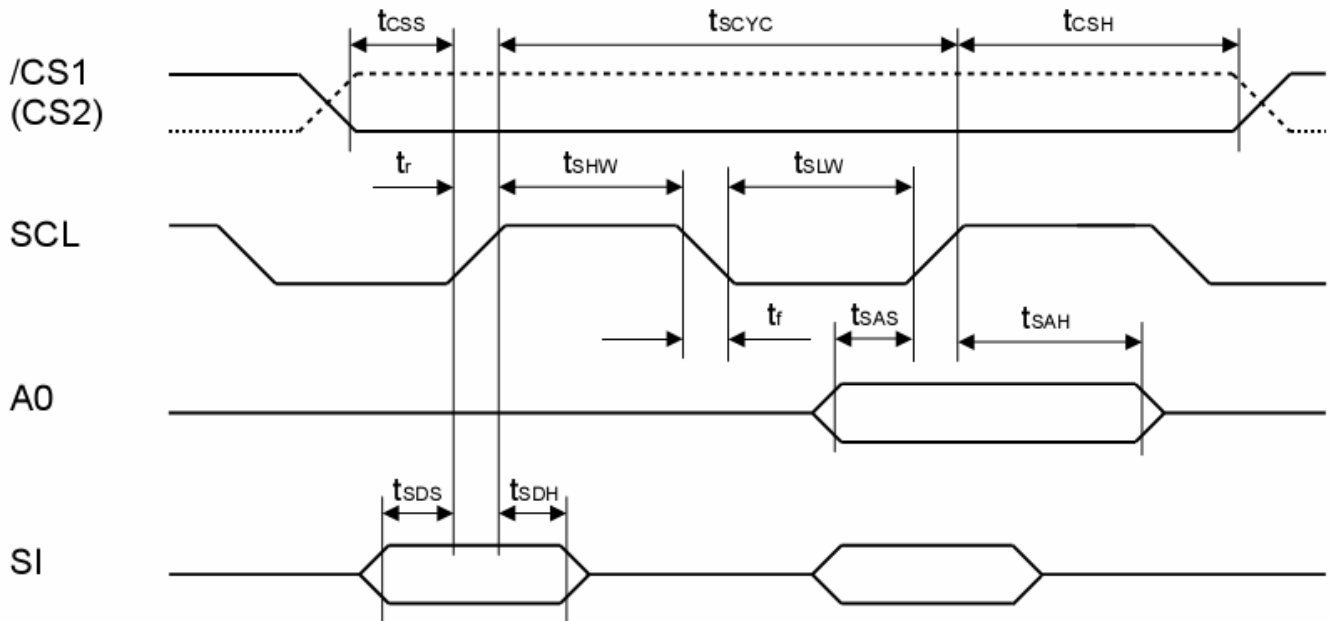 tCSS tSCYC tCSH
/CS1
(CS2)
tr tSHW tSLW
SCL
tf tSAS tSAH
A0
tSDS tSDH
SI